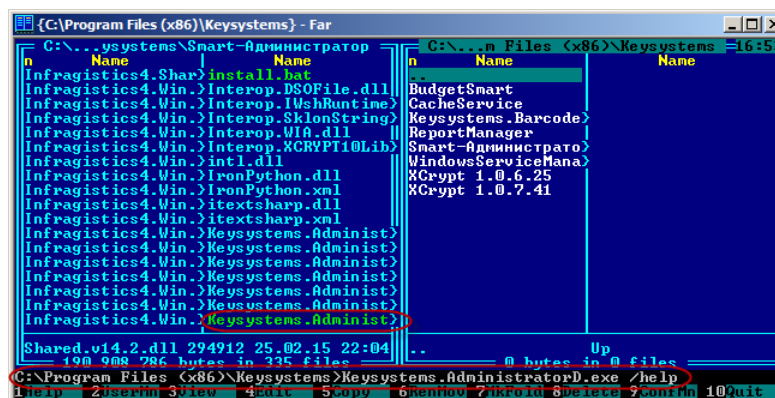 {C:\Program Files (x86)\Keysystems} - Far
C:\...ysystems\Smart-Администратор
n Name Name
Infragistics4.Shar} install.bat
Infragistics4.Win.} Interop.DSOFile.dll
Infragistics4.Win.} Interop.IWshRuntime}
Infragistics4.Win.} Interop.SklonString}
Infragistics4.Win.} Interop.WIA.dll
Infragistics4.Win.} Interop.XCRYPT10Lib}
Infragistics4.Win.} intl.dll
Infragistics4.Win.} IronPython.dll
Infragistics4.Win.} IronPython.xml
Infragistics4.Win.} itextsharp.dll
Infragistics4.Win.} itextsharp.xml
Infragistics4.Win.} Keysystems.Administ}
Infragistics4.Win.} Keysystems.Administ}
Infragistics4.Win.} Keysystems.Administ}
Infragistics4.Win.} Keysystems.Administ}
Infragistics4.Win.} Keysystems.Administ}
Infragistics4.Win.} Keysystems.Administ}
Infragistics4.Win.} Keysystems.Administ}
Shared.v14.2.dll 294912 25.02.15 22:04
190 908 786 bytes in 335 files
C:\...m Files (x86)\Keysystems
n Name Name
..
BudgetSmart
CacheService
Keysystems.Barcode}
ReportManager
Smart-Администрато}
WindowsServiceMana}
XCrypt 1.0.6.25
XCrypt 1.0.7.41
.. Up
0 bytes in 0 files
C:\Program Files (x86)\Keysystems>Keysystems.AdministratorD.exe /help
1Help 2UserMn 3View 4Edit 5Copy 6RenMov 7MkFold 8Delete 9ConfMn 10Quit